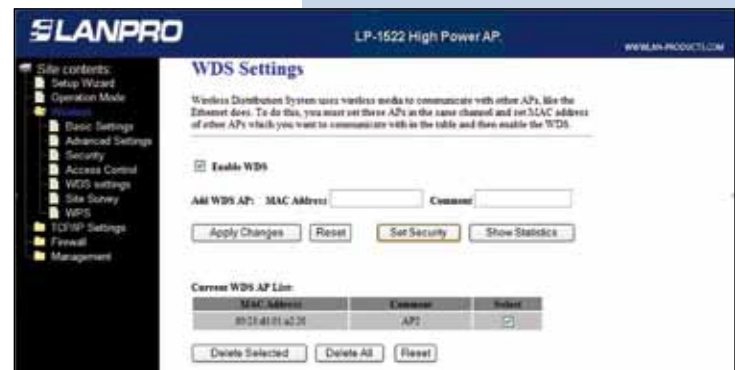 LANPRO
LP-1522 High Power AP.
WWW.LAN-PRODUCTS.COM
Site contents:
Setup Wizard
Operation Mode
Wireless
Basic Settings
Advanced Settings
Security
Access Control
WDS settings
Site Survey
WPS
TCP/IP Settings
Firewall
Management
WDS Settings
Wireless Distribution System uses wireless media to communicate with other APs, like the
Ethernet does. To do this, you must set these APs in the same channel and set MAC address
of other APs which you want to communicate with in the table and then enable the WDS.
Enable WDS
Add WDS AP: MAC Address Comment
Apply Changes Reset Set Security Show Statistics
Current WDS AP List:
MAC Address Comment Select
AP2
Delete Selected Delete All Reset